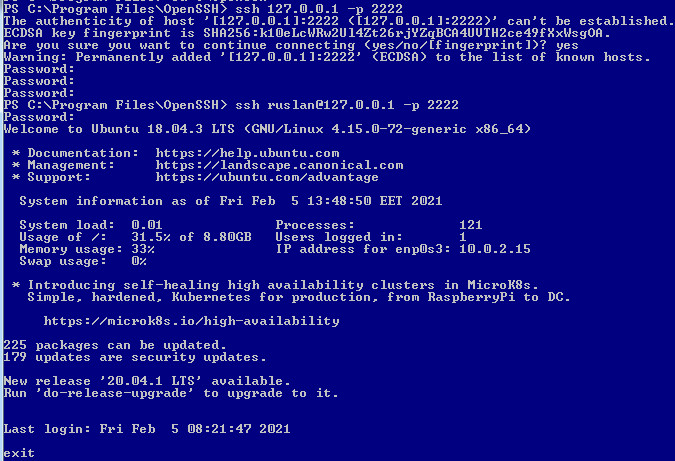 PS C:\Program Files\OpenSSH> ssh 127.0.0.1 -p 2222
The authenticity of host '[127.0.0.1]:2222 ([127.0.0.1]:2222)' can't be established.
ECDSA key fingerprint is SHA256:k10eLcWRw2Ul4Zt26rjYZqBCA4UVTH2ce49fXxWsgOA.
Are you sure you want to continue connecting (yes/no/[fingerprint])? yes
Warning: Permanently added '[127.0.0.1]:2222' (ECDSA) to the list of known hosts.
Password:
Password:
Password:
PS C:\Program Files\OpenSSH> ssh ruslan@127.0.0.1 -p 2222
Password:
Welcome to Ubuntu 18.04.3 LTS (GNU/Linux 4.15.0-72-generic x86_64)
* Documentation: https://help.ubuntu.com
* Management: https://landscape.canonical.com
* Support: https://ubuntu.com/advantage
System information as of Fri Feb 5 13:48:50 EET 2021
System load: 0.01 Processes: 121
Usage of /: 31.5% of 8.80GB Users logged in: 1
Memory usage: 33% IP address for enp0s3: 10.0.2.15
Swap usage: 0%
* Introducing self-healing high availability clusters in MicroK8s.
Simple, hardened, Kubernetes for production, from RaspberryPi to DC.
https://microk8s.io/high-availability
225 packages can be updated.
179 updates are security updates.
New release '20.04.1 LTS' available.
Run 'do-release-upgrade' to upgrade to it.
Last login: Fri Feb 5 08:21:47 2021
exit